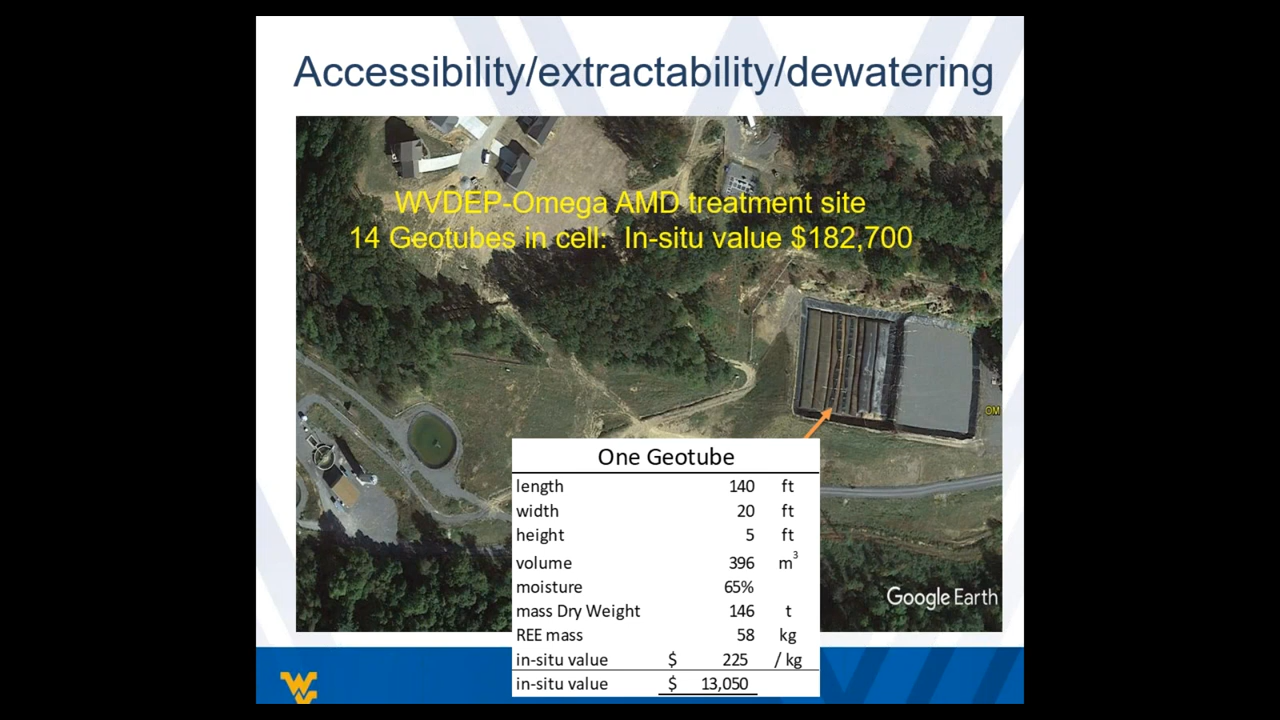 Accessibility/extractability/dewatering
WVDEP-Omega AMD treatment site
14 Geotubes in cell: In-situ value $182,700
OM
One Geotube
length 140 ft
width 20 ft
height 5 ft
volume 396 m³
moisture 65%
mass Dry Weight 146 t
REE mass 58 kg
in-situ value $ 225 / kg
in-situ value $ 13,050
Google Earth
WV